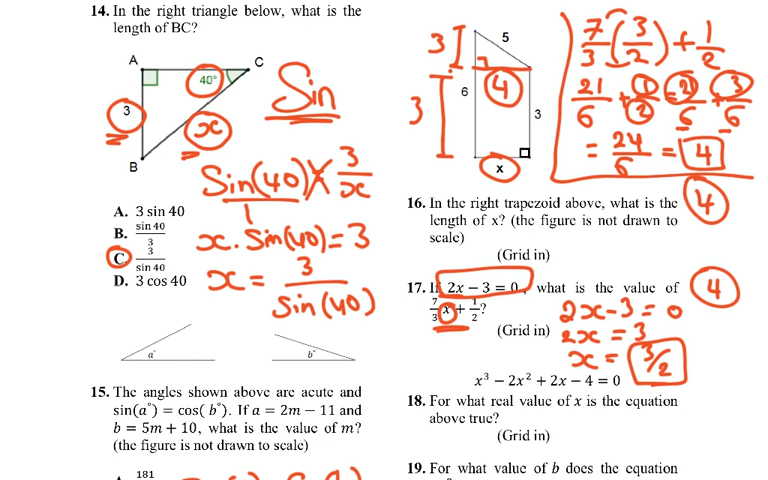 14. In the right triangle below, what is the
length of BC?
A
C
40°
3
x
B
Sin
Sin(40) 3/x
1
x. Sin(40) = 3
x = 3/Sin(40)
A. 3 sin 40
B. sin 40/3
C. 3/sin 40
D. 3 cos 40
a°
b°
15. The angles shown above are acute and
sin(a°) = cos( b°). If a = 2m − 11 and
b = 5m + 10, what is the value of m?
(the figure is not drawn to scale)
181
3
5
4
3
6
3
x
7/3 (3/2) + 1/2
21/6 + 1/2 = 21/6 + 3/6
= 24/6 = 4
16. In the right trapezoid above, what is the
length of x? (the figure is not drawn to
scale)
4
(Grid in)
17. If 2x − 3 = 0, what is the value of
7/3 x + 1/2?
4
(Grid in)
2x-3 = 0
2x = 3
x = 3/2
x³ − 2x² + 2x − 4 = 0
18. For what real value of x is the equation
above true?
(Grid in)
19. For what value of b does the equation